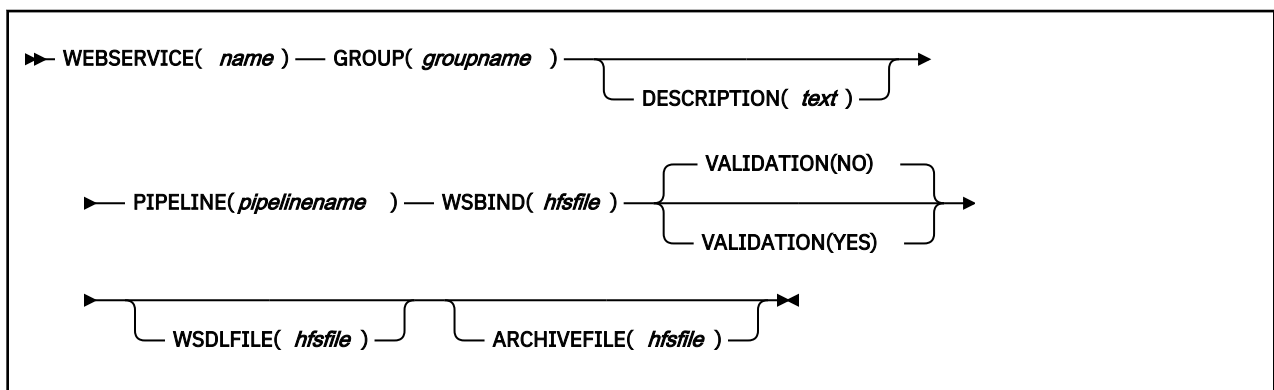 WEBSERVICE( name ) GROUP( groupname )
DESCRIPTION( text )
VALIDATION(NO)
PIPELINE( pipelinename ) WSBIND( hfsfile )
VALIDATION(YES)
WSDLFILE( hfsfile ) ARCHIVEFILE( hfsfile )